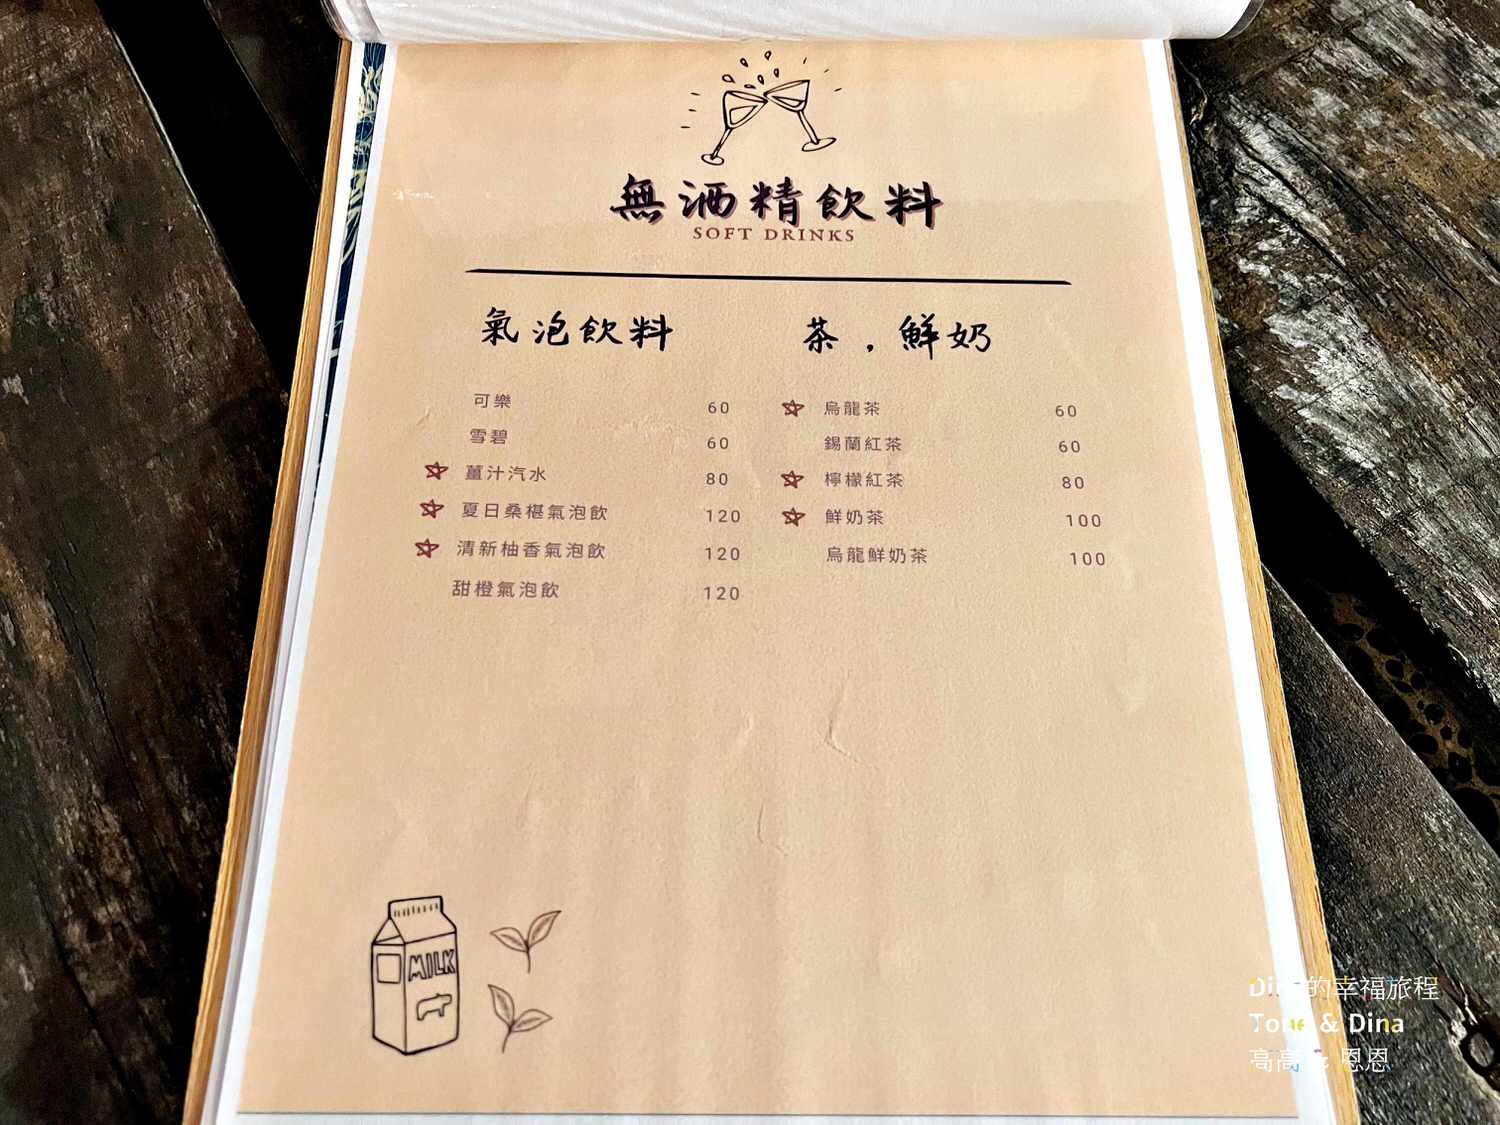 無酒精飲料
SOFT DRINKS
氣泡飲料
可樂 60
雪碧 60
薑汁汽水 80
夏日桑椹氣泡飲 120
清新柚香氣泡飲 120
甜橙氣泡飲 120
茶，鮮奶
烏龍茶 60
錫蘭紅茶 60
檸檬紅茶 80
鮮奶茶 100
烏龍鮮奶茶 100
MILK
Dina的幸福旅程
& Dina
高高 恩恩